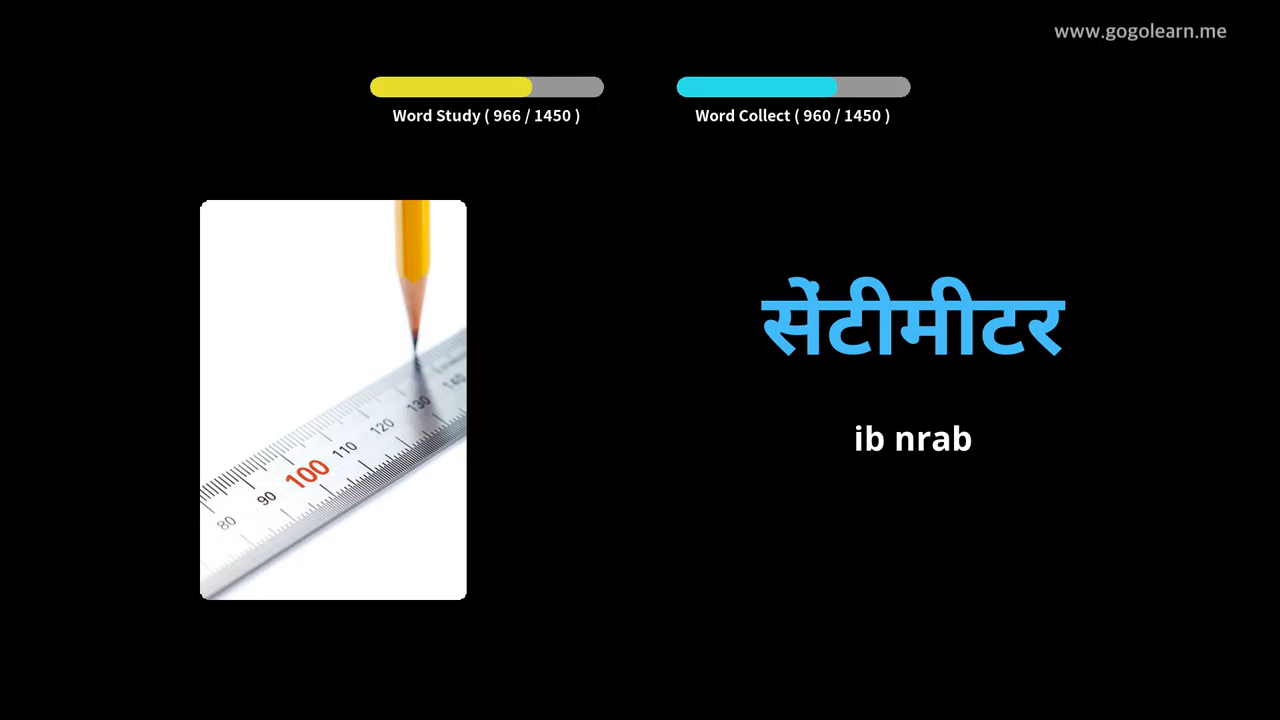 www.gogolearn.me
Word Study ( 966 / 1450 )
Word Collect ( 960 / 1450 )
सेंटीमीटर
ib nrab
80 90 100 110 120 130 140